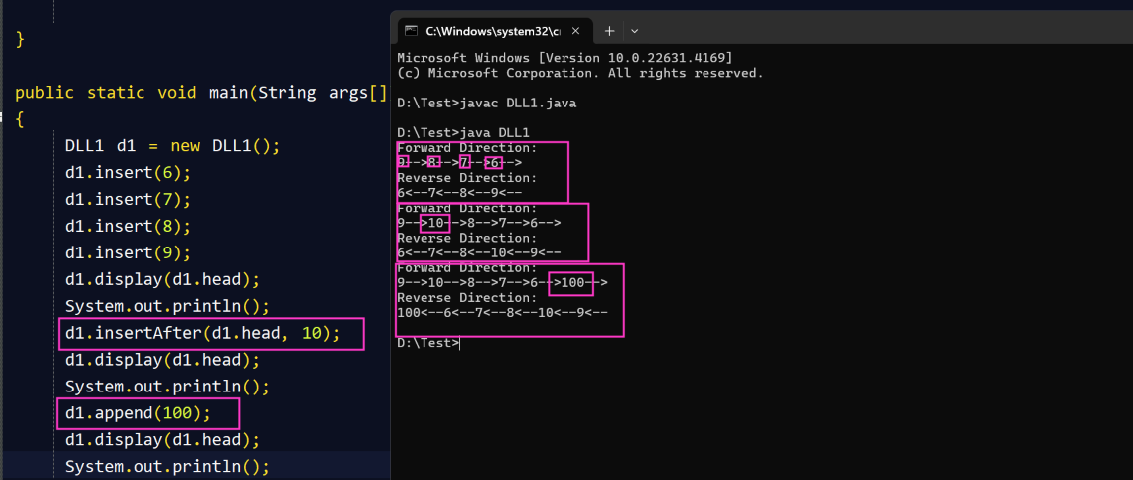 }
public static void main(String args[]
{
DLL1 d1 = new DLL1();
d1.insert(6);
d1.insert(7);
d1.insert(8);
d1.insert(9);
d1.display(d1.head);
System.out.println();
d1.insertAfter(d1.head, 10);
d1.display(d1.head);
System.out.println();
d1.append(100);
d1.display(d1.head);
System.out.println();
C:\Windows\system32\c
Microsoft Windows [Version 10.0.22631.4169]
(c) Microsoft Corporation. All rights reserved.
D:\Test>javac DLL1.java
D:\Test>java DLL1
Forward Direction:
9-->8-->7-->6-->
Reverse Direction:
6<--7<--8<--9<--
Forward Direction:
9-->10-->8-->7-->6-->
Reverse Direction:
6<--7<--8<--10<--9<--
Forward Direction:
9-->10-->8-->7-->6-->100-->
Reverse Direction:
100<--6<--7<--8<--10<--9<--
D:\Test>